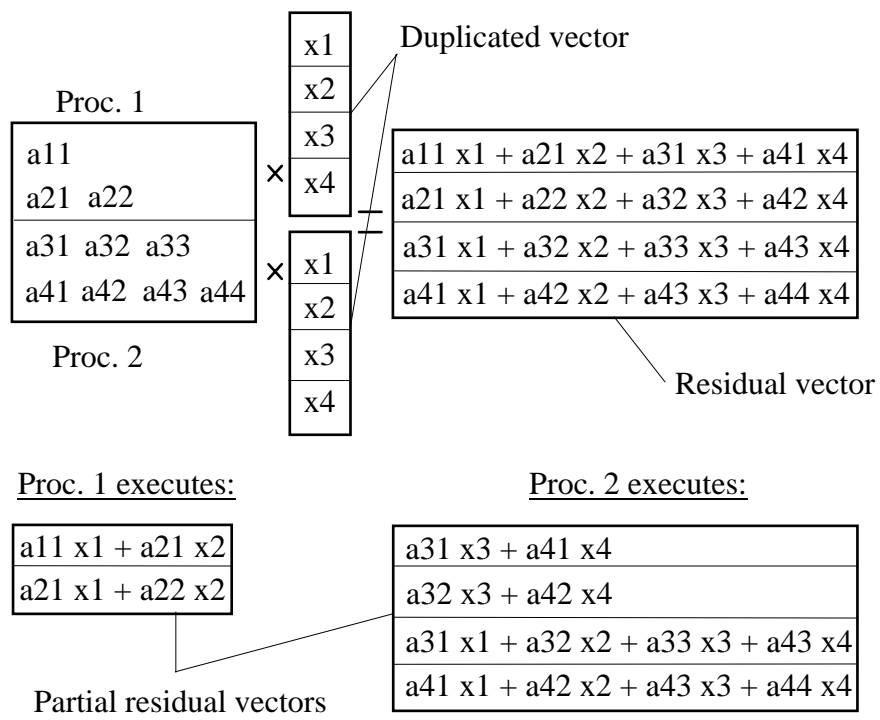 x1
x2
x3
x4
Duplicated vector
Proc. 1
a11
a21 a22
a31 a32 a33
a41 a42 a43 a44
×
×
Proc. 2
x1
x2
x3
x4
=
a11 x1 + a21 x2 + a31 x3 + a41 x4
a21 x1 + a22 x2 + a32 x3 + a42 x4
a31 x1 + a32 x2 + a33 x3 + a43 x4
a41 x1 + a42 x2 + a43 x3 + a44 x4
Residual vector
Proc. 1 executes:
a11 x1 + a21 x2
a21 x1 + a22 x2
Proc. 2 executes:
a31 x3 + a41 x4
a32 x3 + a42 x4
a31 x1 + a32 x2 + a33 x3 + a43 x4
a41 x1 + a42 x2 + a43 x3 + a44 x4
Partial residual vectors